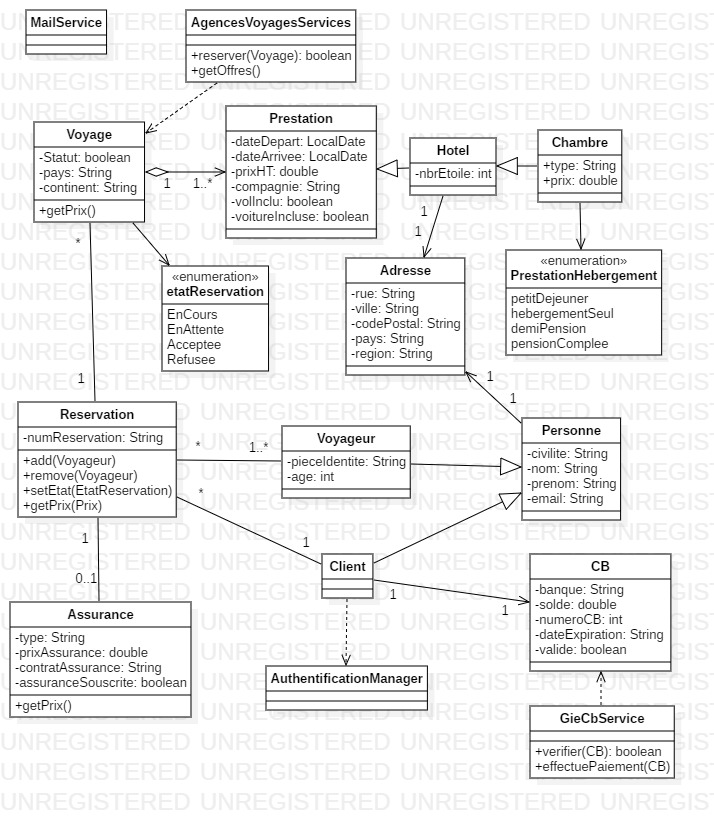 MailService
AgencesVoyagesServices
+reserver(Voyage): boolean
+getOffres()
Voyage
-Statut: boolean
-pays: String
-continent: String
+getPrix()
1
1..*
Prestation
-dateDepart: LocalDate
-dateArrivee: LocalDate
-prixHT: double
-compagnie: String
-volInclu: boolean
-voitureIncluse: boolean
Hotel
-nbrEtoile: int
Chambre
+type: String
+prix: double
*
1
«enumeration»
etatReservation
EnCours
EnAttente
Acceptee
Refusee
1
1
Adresse
-rue: String
-ville: String
-codePostal: String
-pays: String
-region: String
«enumeration»
PrestationHebergement
petitDejeuner
hebergementSeul
demiPension
pensionComplee
1
1
Reservation
-numReservation: String
+add(Voyageur)
+remove(Voyageur)
+setEtat(EtatReservation)
+getPrix(Prix)
*
1..*
Voyageur
-pieceIdentite: String
-age: int
Personne
-civilite: String
-nom: String
-prenom: String
-email: String
*
1
1
0..1
Client
1
1
CB
-banque: String
-solde: double
-numeroCB: int
-dateExpiration: String
-valide: boolean
Assurance
-type: String
-prixAssurance: double
-contratAssurance: String
-assuranceSouscrite: boolean
+getPrix()
AuthentificationManager
GieCbService
+verifier(CB): boolean
+effectuePaiement(CB)
UNREGISTERED UNREGISTERED UNREGISTERED UNREGISTERED